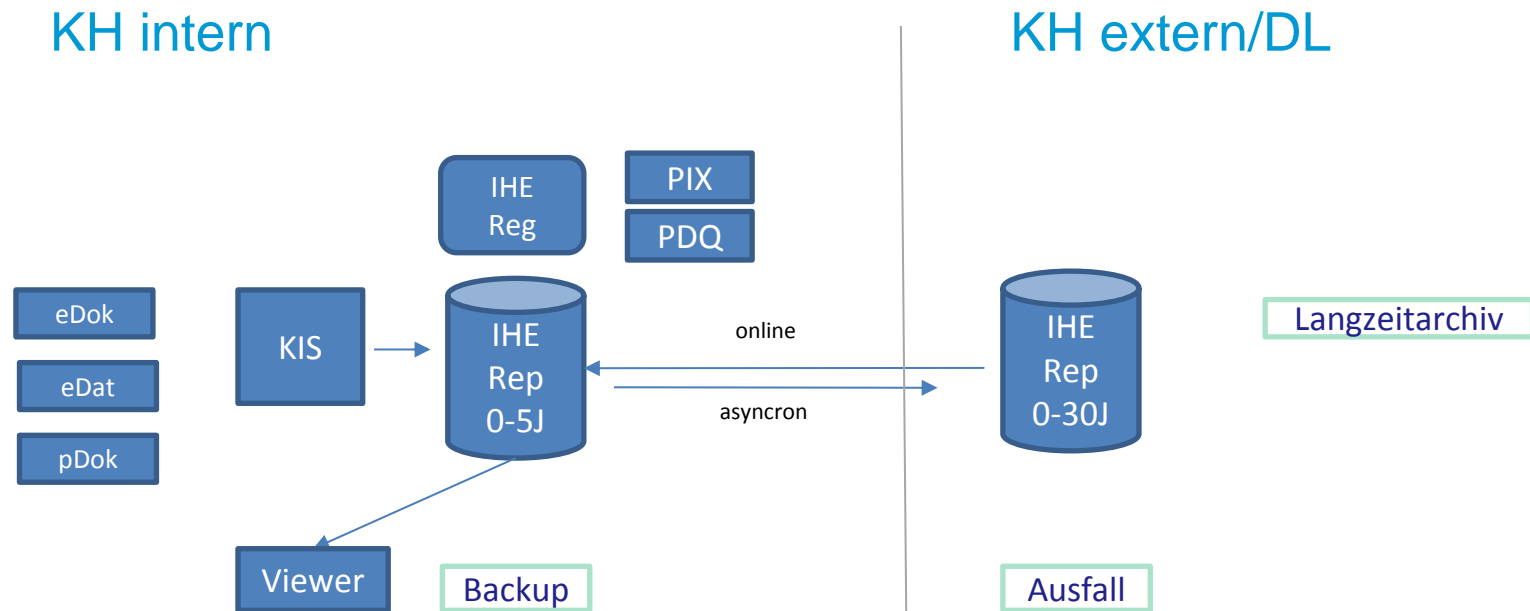 KH intern
KH extern/DL
IHE
Reg
PIX
PDQ
eDok
eDat
pDok
KIS
IHE
Rep
0-5J
online
asyncron
IHE
Rep
0-30J
Langzeitarchiv
Viewer
Backup
Ausfall